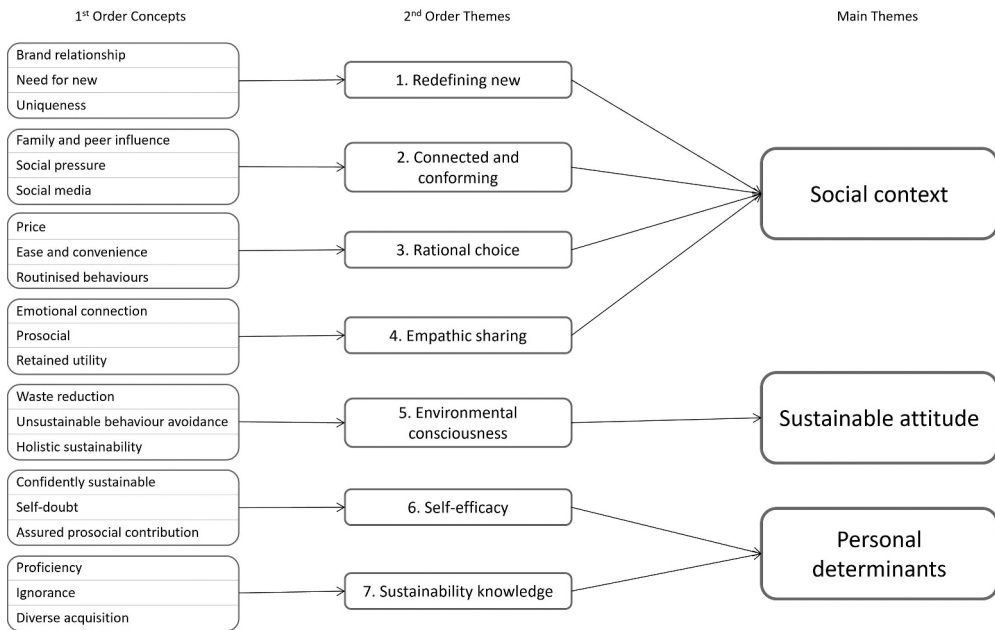 1st Order Concepts
2nd Order Themes
Main Themes
Brand relationship
Need for new
Uniqueness
1. Redefining new
Family and peer influence
Social pressure
Social media
2. Connected and
conforming
Social context
Price
Ease and convenience
Routinised behaviours
3. Rational choice
Emotional connection
Prosocial
Retained utility
4. Empathic sharing
Waste reduction
Unsustainable behaviour avoidance
Holistic sustainability
5. Environmental
consciousness
Sustainable attitude
Confidently sustainable
Self-doubt
Assured prosocial contribution
6. Self-efficacy
Personal
determinants
Proficiency
Ignorance
Diverse acquisition
7. Sustainability knowledge